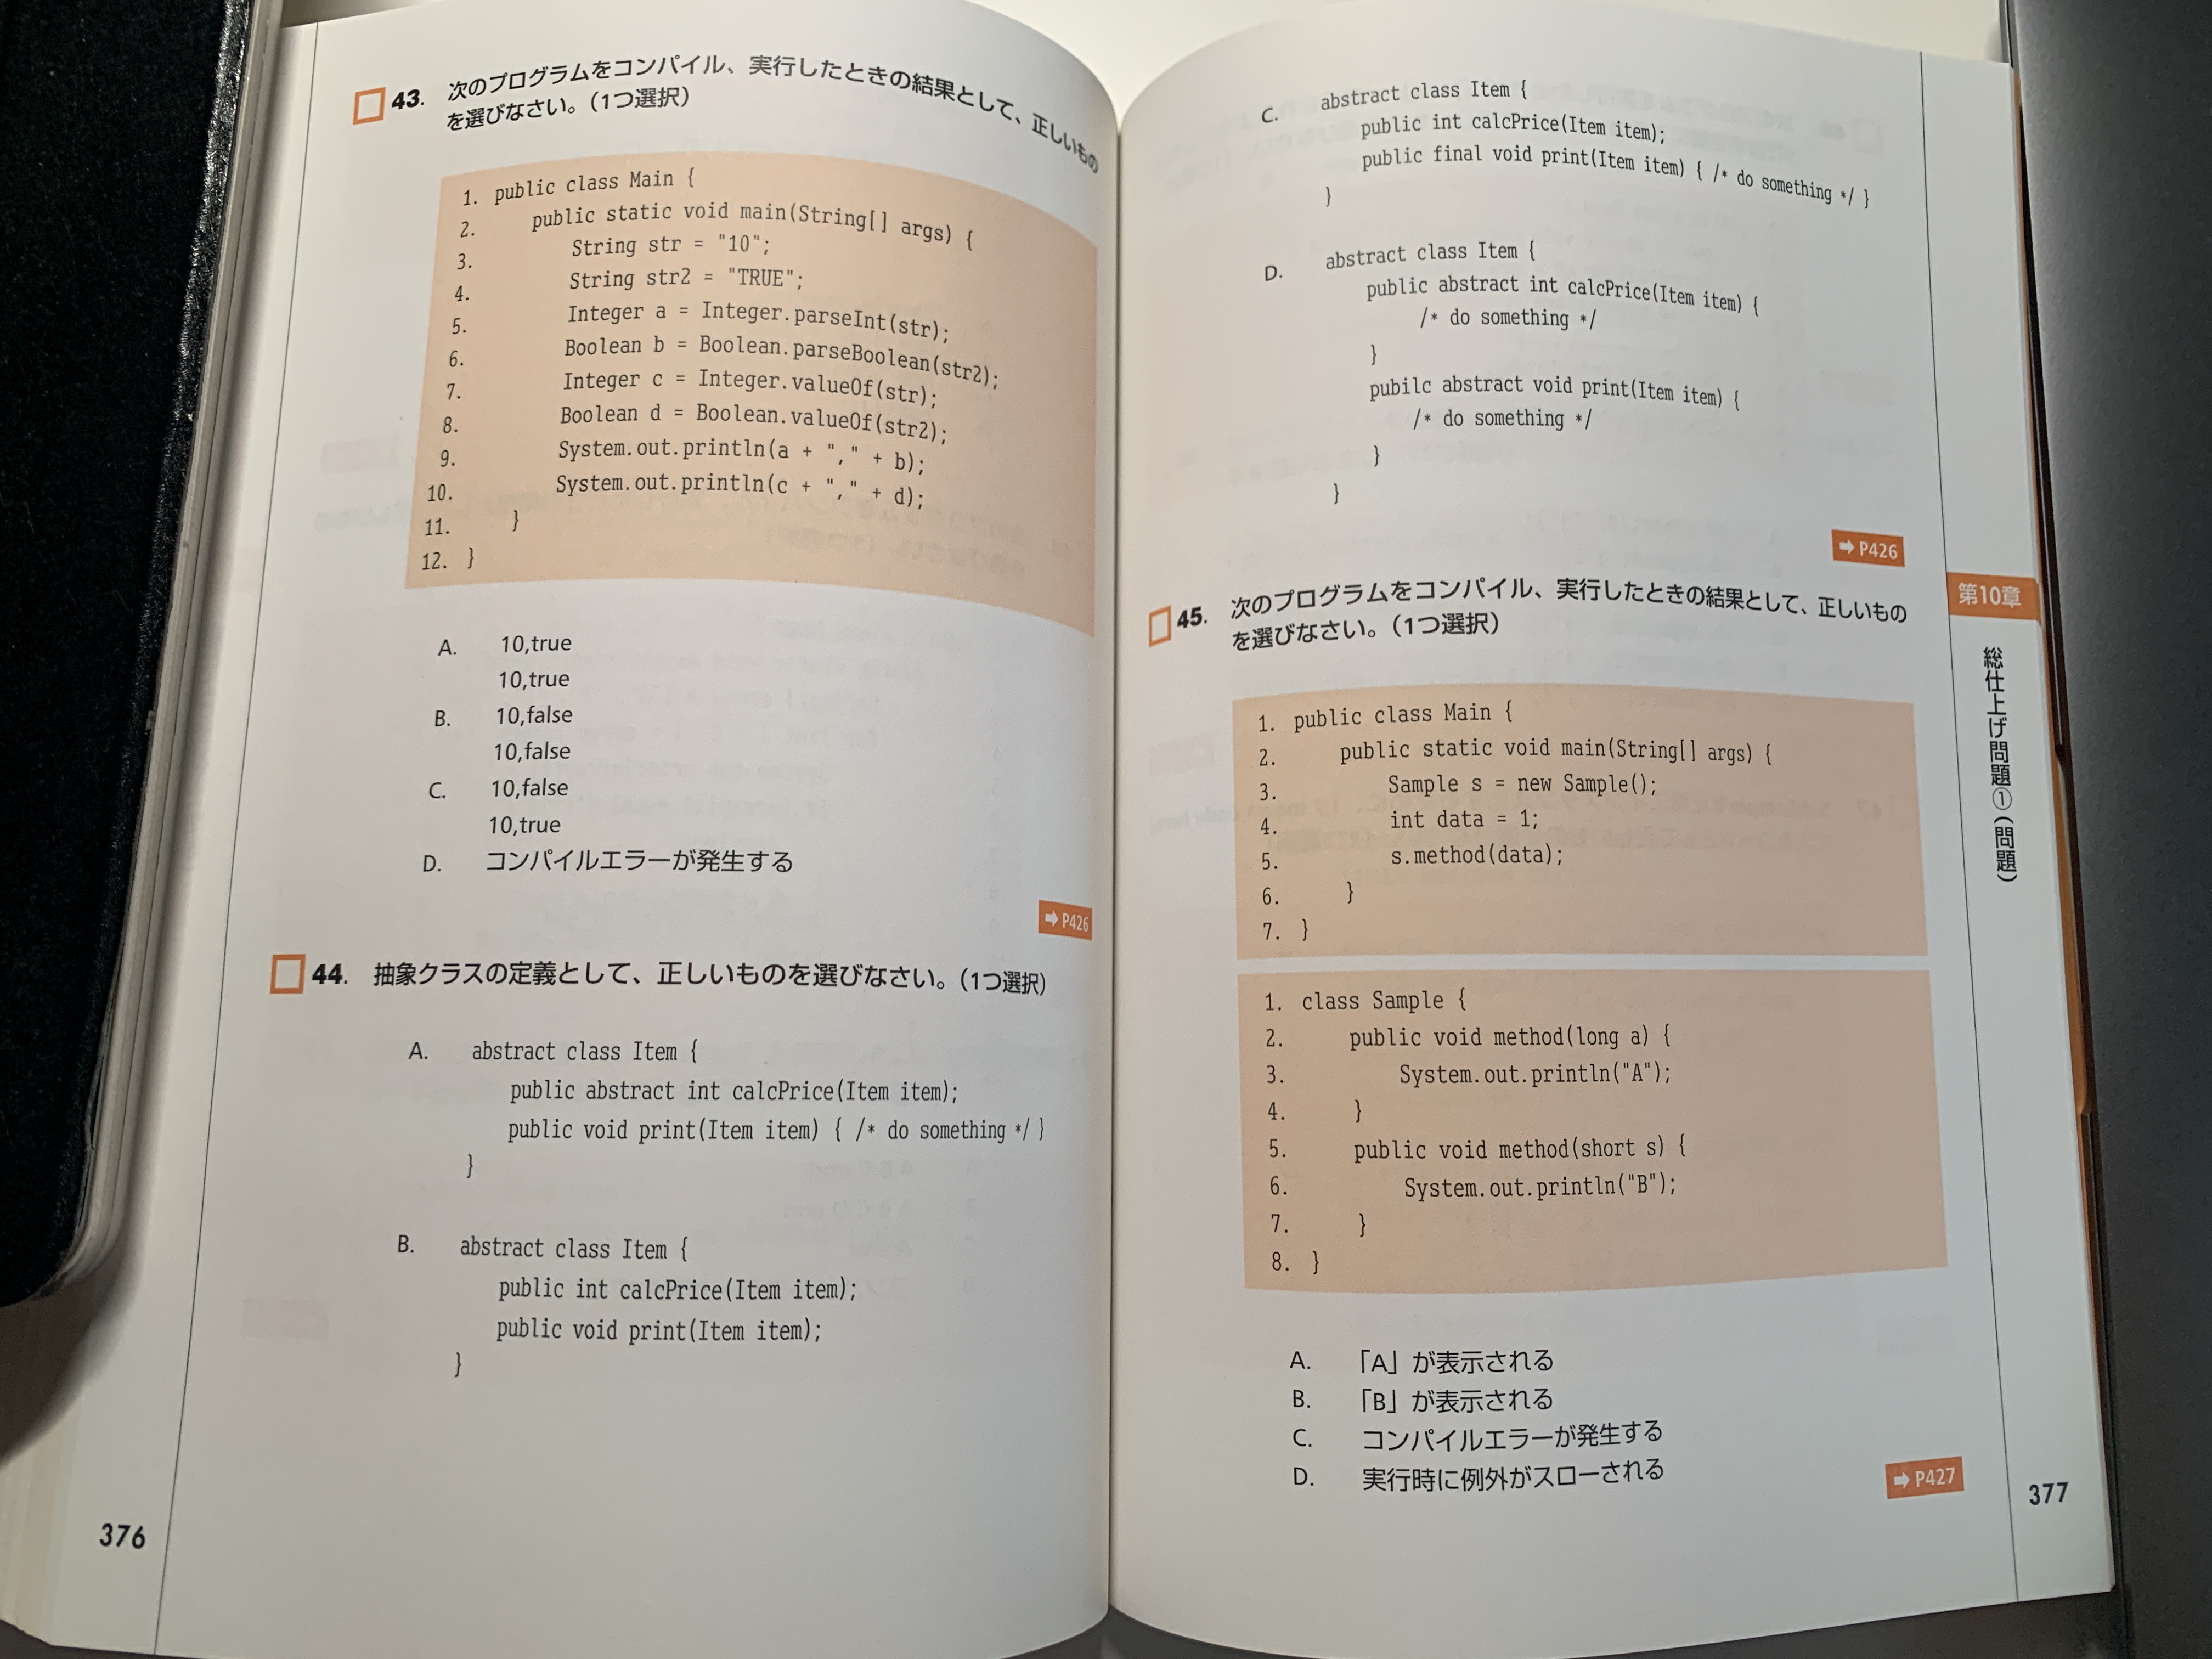 43. 次のプログラムをコンパイル、実行したときの結果として、正しいもの
を選びなさい。（1つ選択）
1. public class Main {
2. public static void main(String[] args) {
3. String str = "10";
4. String str2 = "TRUE";
5. Integer a = Integer.parseInt(str);
6. Boolean b = Boolean.parseBoolean(str2);
7. Integer c = Integer.valueOf(str);
8. Boolean d = Boolean.valueOf(str2);
9. System.out.println(a + "," + b);
10. System.out.println(c + "," + d);
11. }
12. }
A. 10,true
10,true
B. 10,false
10,false
C. 10,false
10,true
D. コンパイルエラーが発生する
➡ P426
44. 抽象クラスの定義として、正しいものを選びなさい。（1つ選択）
A. abstract class Item {
public abstract int calcPrice(Item item);
public void print(Item item) { /* do something */ }
}
B. abstract class Item {
public int calcPrice(Item item);
public void print(Item item);
}
376
C. abstract class Item {
public int calcPrice(Item item);
public final void print(Item item) { /* do something */ }
}
D. abstract class Item {
public abstract int calcPrice(Item item) {
/* do something */
}
pubilc abstract void print(Item item) {
/* do something */
}
}
➡ P426
45. 次のプログラムをコンパイル、実行したときの結果として、正しいもの
を選びなさい。（1つ選択）
1. public class Main {
2. public static void main(String[] args) {
3. Sample s = new Sample();
4. int data = 1;
5. s.method(data);
6. }
7. }
1. class Sample {
2. public void method(long a) {
3. System.out.println("A");
4. }
5. public void method(short s) {
6. System.out.println("B");
7. }
8. }
A. 「A」が表示される
B. 「B」が表示される
C. コンパイルエラーが発生する
D. 実行時に例外がスローされる
➡ P427
第10章
総仕上げ問題①（問題）
377